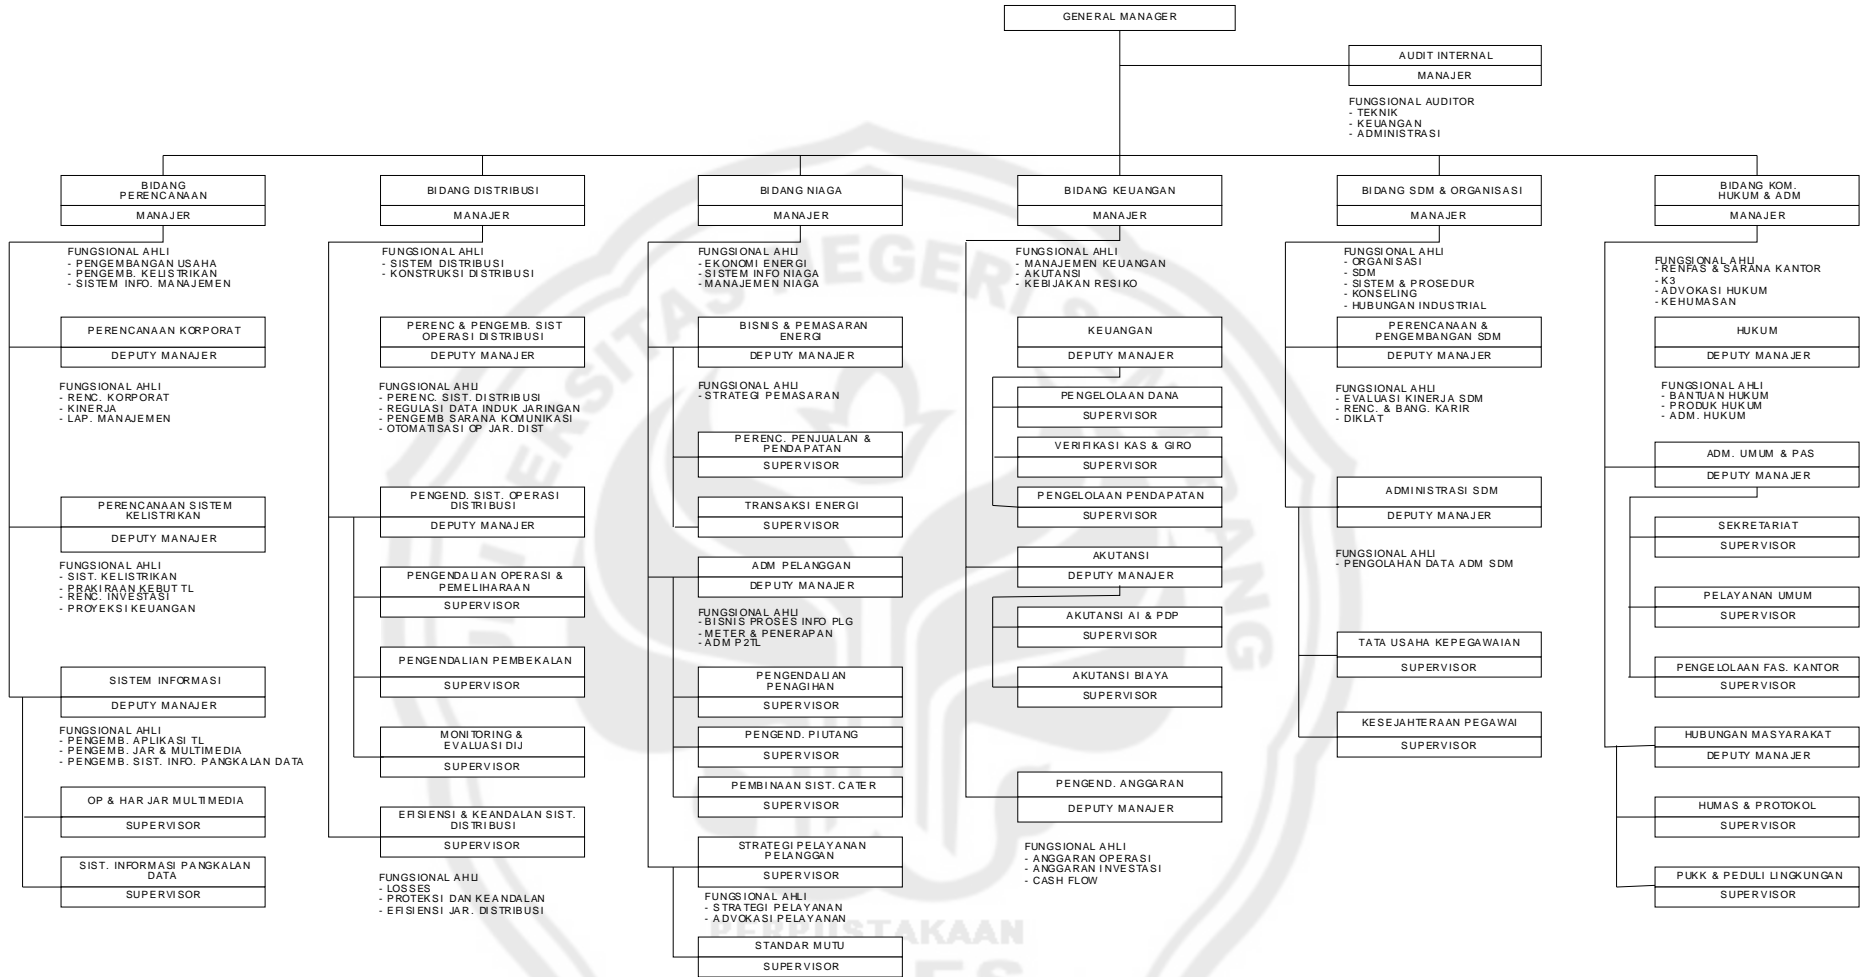 GENERAL MANAGER
AUDIT INTERNAL
MANAJER
FUNGSIONAL AUDITOR
- TEKNIK
- KEUANGAN
- ADMINISTRASI
BIDANG
PERENCANAAN
MANAJER
FUNGSIONAL AHLI
- PENGEMBANGAN USAHA
- PENGEMB. KELISTRIKAN
- SISTEM INFO. MANAJEMEN
PERENCANAAN KORPORAT
DEPUTY MANAJER
FUNGSIONAL AHLI
- RENC. KORPORAT
- KINERJA
- LAP. MANAJEMEN
PERENCANAAN SISTEM
KELISTRIKAN
DEPUTY MANAJER
FUNGSIONAL AHLI
- SIST. KELISTRIKAN
- PRAKIRAAN KEBUT TL
- RENC. INVESTASI
- PROYEKSI KEUANGAN
SISTEM INFORMASI
DEPUTY MANAJER
FUNGSIONAL AHLI
- PENGEMB. APLIKASI TL
- PENGEMB. JAR & MULTIMEDIA
- PENGEMB. SIST. INFO. PANGKALAN DATA
OP & HAR JAR MULTIMEDIA
SUPERVISOR
SIST. INFORMASI PANGKALAN
DATA
SUPERVISOR
BIDANG DISTRIBUSI
MANAJER
FUNGSIONAL AHLI
- SISTEM DISTRIBUSI
- KONSTRUKSI DISTRIBUSI
PERENC & PENGEMB. SIST
OPERASI DISTRIBUSI
DEPUTY MANAJER
FUNGSIONAL AHLI
- PERENC. SIST. DISTRIBUSI
- REGULASI DATA INDUK JARINGAN
- PENGEMB SARANA KOMUNIKASI
- OTOMATISASI OP JAR. DIST
PENGEND. SIST. OPERASI
DISTRIBUSI
DEPUTY MANAJER
PENGENDALIAN OPERASI &
PEMELIHARAAN
SUPERVISOR
PENGENDALIAN PEMBEKALAN
SUPERVISOR
MONITORING &
EVALUASI DIJ
SUPERVISOR
EFISIENSI & KEANDALAN SIST.
DISTRIBUSI
SUPERVISOR
FUNGSIONAL AHLI
- LOSSES
- PROTEKSI DAN KEANDALAN
- EFISIENSI JAR. DISTRIBUSI
BIDANG NIAGA
MANAJER
FUNGSIONAL AHLI
- EKONOMI ENERGI
- SISTEM INFO NIAGA
- MANAJEMEN NIAGA
BISNIS & PEMASARAN
ENERGI
DEPUTY MANAJER
FUNGSIONAL AHLI
- STRATEGI PEMASARAN
PERENC. PENJUALAN &
PENDAPATAN
SUPERVISOR
TRANSAKSI ENERGI
SUPERVISOR
ADM PELANGGAN
DEPUTY MANAJER
FUNGSIONAL AHLI
- BISNIS PROSES INFO PLG
- METER & PENERAPAN
- ADM P2TL
PENGENDALIAN
PENAGIHAN
SUPERVISOR
PENGEND. PIUTANG
SUPERVISOR
PEMBINAAN SIST. CATER
SUPERVISOR
STRATEGI PELAYANAN
PELANGGAN
SUPERVISOR
FUNGSIONAL AHLI
- STRATEGI PELAYANAN
- ADVOKASI PELAYANAN
STANDAR MUTU
SUPERVISOR
BIDANG KEUANGAN
MANAJER
FUNGSIONAL AHLI
- MANAJEMEN KEUANGAN
- AKUTANSI
- KEBIJAKAN RESIKO
KEUANGAN
DEPUTY MANAJER
PENGELOLAAN DANA
SUPERVISOR
VERIFIKASI KAS & GIRO
SUPERVISOR
PENGELOLAAN PENDAPATAN
SUPERVISOR
AKUTANSI
DEPUTY MANAJER
AKUTANSI AI & PDP
SUPERVISOR
AKUTANSI BIAYA
SUPERVISOR
PENGEND. ANGGARAN
DEPUTY MANAJER
FUNGSIONAL AHLI
- ANGGARAN OPERASI
- ANGGARAN INVESTASI
- CASH FLOW
BIDANG SDM & ORGANISASI
MANAJER
FUNGSIONAL AHLI
- ORGANISASI
- SDM
- SISTEM & PROSEDUR
- KONSELING
- HUBUNGAN INDUSTRIAL
PERENCANAAN &
PENGEMBANGAN SDM
DEPUTY MANAJER
FUNGSIONAL AHLI
- EVALUASI KINERJA SDM
- RENC. & BANG. KARIR
- DIKLAT
ADMINISTRASI SDM
DEPUTY MANAJER
FUNGSIONAL AHLI
- PENGOLAHAN DATA ADM SDM
TATA USAHA KEPEGAWAIAN
SUPERVISOR
KESEJAHTERAAN PEGAWAI
SUPERVISOR
BIDANG KOM.
HUKUM & ADM
MANAJER
FUNGSIONAL AHLI
- RENFAS & SARANA KANTOR
- K3
- ADVOKASI HUKUM
- KEHUMASAN
HUKUM
DEPUTY MANAJER
FUNGSIONAL AHLI
- BANTUAN HUKUM
- PRODUK HUKUM
- ADM. HUKUM
ADM. UMUM & PAS
DEPUTY MANAJER
SEKRETARIAT
SUPERVISOR
PELAYANAN UMUM
SUPERVISOR
PENGELOLAAN FAS. KANTOR
SUPERVISOR
HUBUNGAN MASYARAKAT
DEPUTY MANAJER
HUMAS & PROTOKOL
SUPERVISOR
PUKK & PEDULI LINGKUNGAN
SUPERVISOR
PERPUSTAKAAN